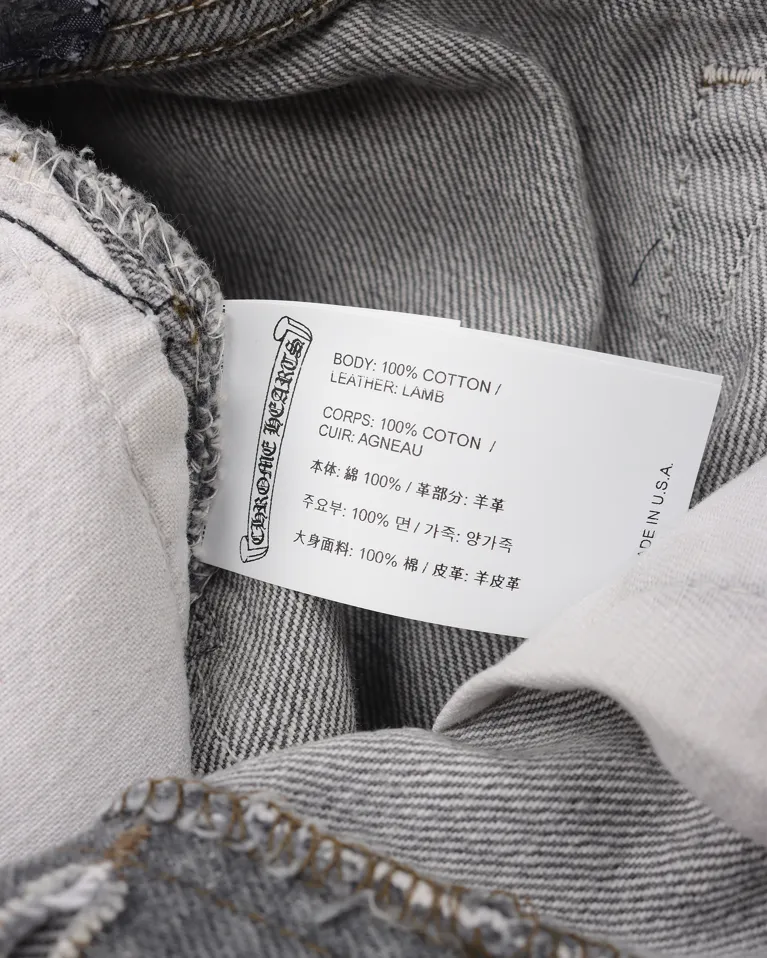 CHROME HEARTS
BODY: 100% COTTON /
LEATHER: LAMB
CORPS: 100% COTON /
CUIR: AGNEAU
本体: 綿 100% / 革部分: 羊革
주요부: 100% 면 / 가죽: 양가죽
大身面料: 100% 棉 / 皮革: 羊皮革
IN U.S.A.